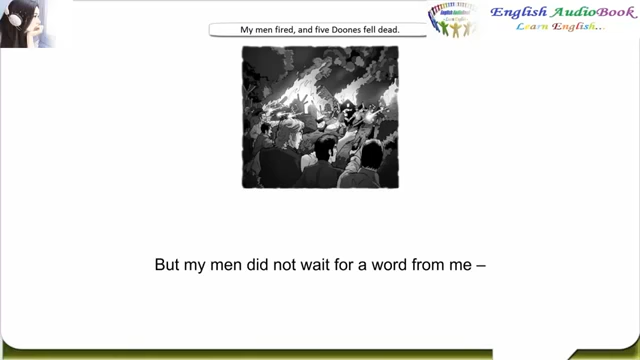 My men fired, and five Doones fell dead.
English AudioBook
Learn English...
But my men did not wait for a word from me –